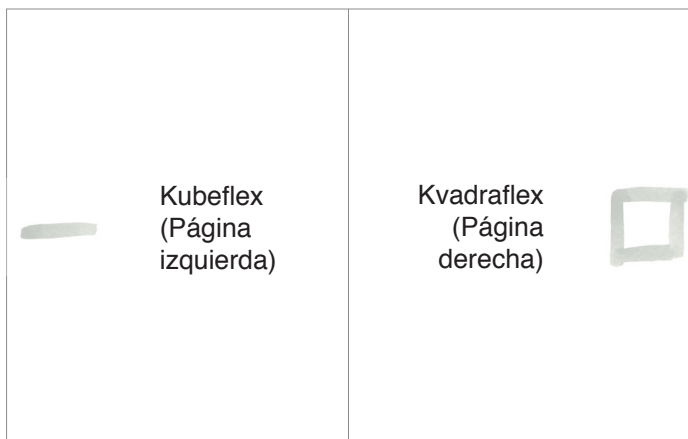 Kubeflex
(Página
izquierda)
Kvadraflex
(Página
derecha)